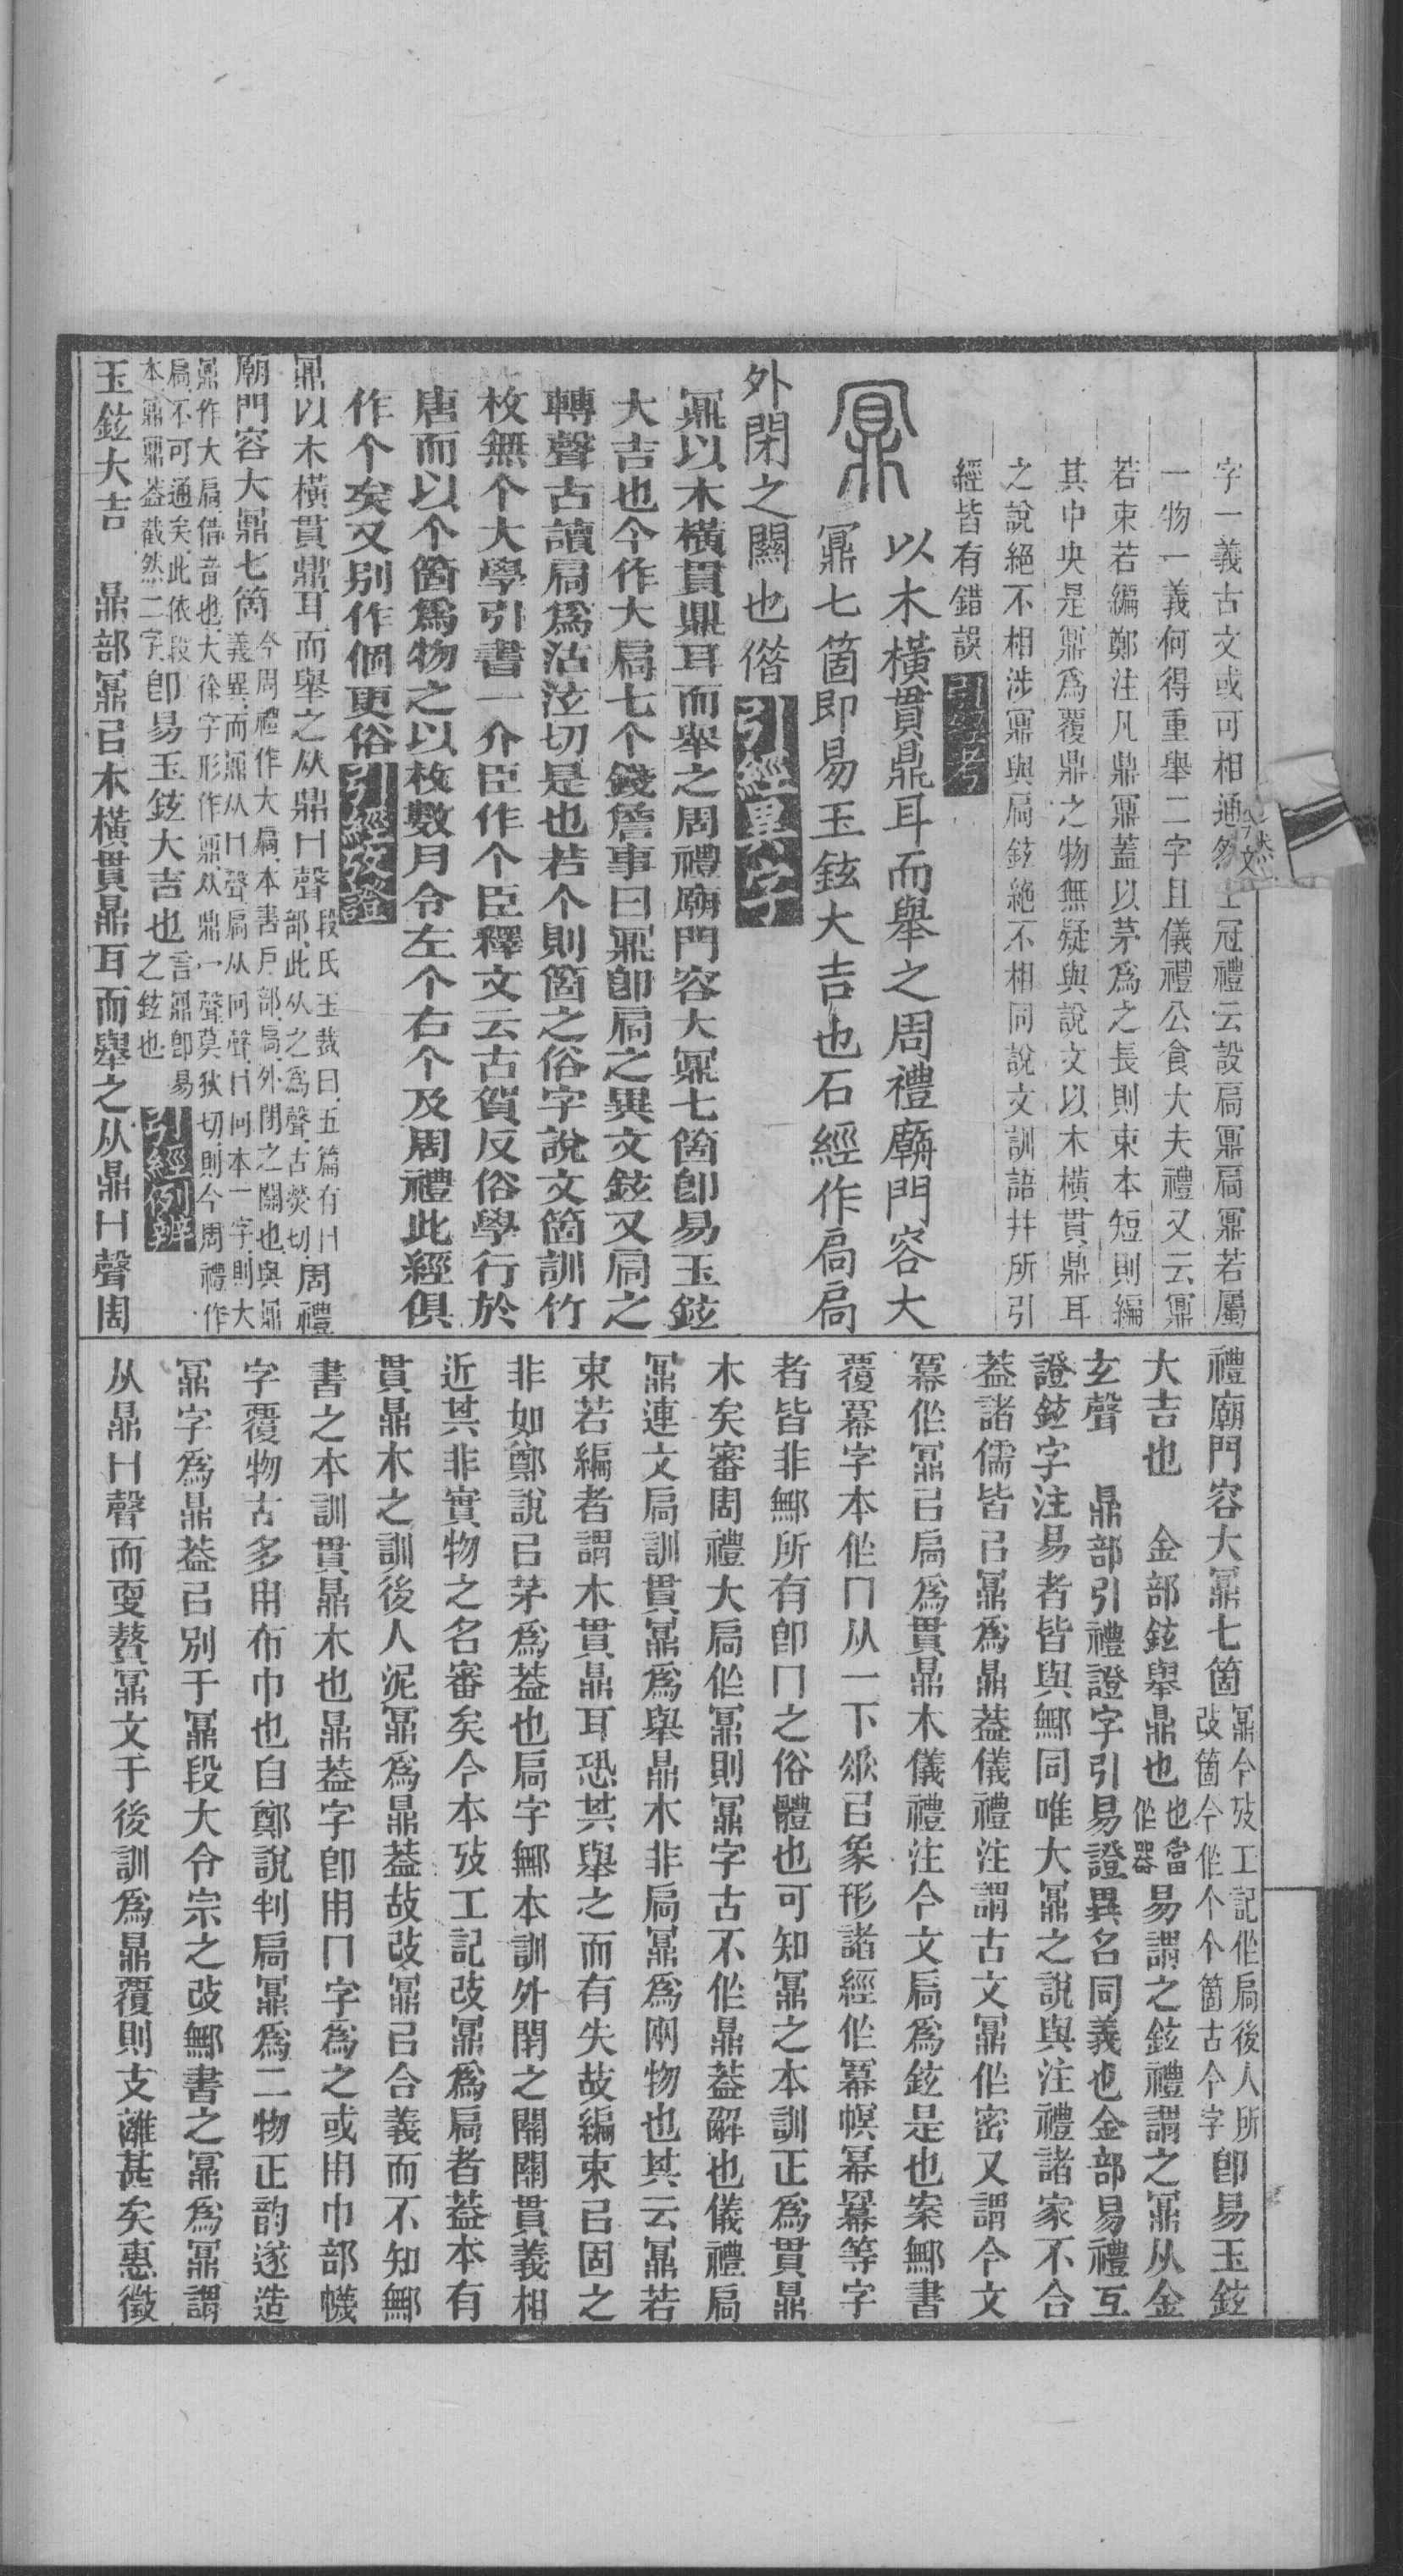 字一義古文或可相通然士冠禮云設扃鼏扃鼏若屬
一物一義何得重舉二字且儀禮公食大夫禮又云鼏
若束若編鄭注凡鼎鼏蓋以茅爲之長則束本短則編
其中央是鼏爲覆鼎之物無疑與說文以木橫貫鼎耳
之說絕不相涉鼏與扃鉉絕不相同說文訓語幷所引
經皆有錯誤引經考
鼏
以木橫貫鼎耳而舉之周禮廟門容大
鼏七箇即易玉鉉大吉也石經作扃扃
外閉之關也偕引經異字
鼏以木橫貫鼎耳而舉之周禮廟門容大鼏七箇卽易玉鉉
大吉也今作大扃七个錢詹事曰鼏卽扃之異文鉉又扃之
轉聲古讀扃爲沽泫切是也若个則箇之俗字說文箇訓竹
枚無个大學引書一介臣作个臣釋文云古賀反俗學行於
唐而以个箇爲物之以枚數月令左个右个及周禮此經俱
作个矣又別作個更俗引經攷證
鼏以木橫貫鼎耳而舉之从鼎冂聲段氏玉裁曰五篇有冂
部此从之爲聲古熒切周禮
廟門容大鼏七箇今周禮作大扃本書戶部扃外閉之關也與鼏
義異而鼏从冂聲扃从冋聲冂冋本一字則大
鼏作大扃借音也大徐字形作鼏从鼎一聲莫狄切則今周禮作
扃不可通矣此依段
本鼏鼏蓋截然二字卽易玉鉉大吉也言鼏卽易
之鉉也引經例辨
玉鉉大吉　鼎部鼏㠯木橫貫鼎耳而舉之从鼎冂聲周
禮廟門容大鼏七箇鼏今攷工記作扃後人所
改箇今作个个箇古今字卽易玉鉉
大吉也　金部鉉舉鼎也也當
作器易謂之鉉禮謂之鼏从金
玄聲　鼎部引禮證字引易證異名同義也金部易禮互
證鉉字注易者皆與鄦同唯大鼏之說與注禮諸家不合
葢諸儒皆㠯鼏爲鼎葢儀禮注謂古文鼏作密又謂今文
冪作鼏㠯扃爲貫鼎木儀禮注今文扃爲鉉是也案鄦書
覆冪字本作冂从一下垂㠯象形諸經作冪幎幕羃等字
者皆非鄦所有卽冂之俗體也可知鼏之本訓正爲貫鼎
木矣審周禮大扃作鼏則鼏字古不作鼎葢解也儀禮扃
鼏連文扃訓貫鼏爲舉鼎木非扃鼏爲兩物也其云鼏若
束若編者謂木貫鼎耳恐其舉之而有失故編束㠯固之
非如鄭說㠯茅爲葢也扃字鄦本訓外閉之關關貫義相
近其非實物之名審矣今本攷工記改鼏爲扃者葢本有
貫鼎木之訓後人泥鼏爲鼎葢故改鼏㠯合義而不知鄦
書之本訓貫鼎木也鼎葢字卽用冂字爲之或用巾部幭
字覆物古多用布巾也自鄭說判扃鼏爲二物正韵遂造
鼏字爲鼎葢㠯別于鼏段大令宗之改鄦書之鼏爲鼏謂
从鼎冂聲而更贅鼏文于後訓爲鼎覆則支離甚矣惠徵